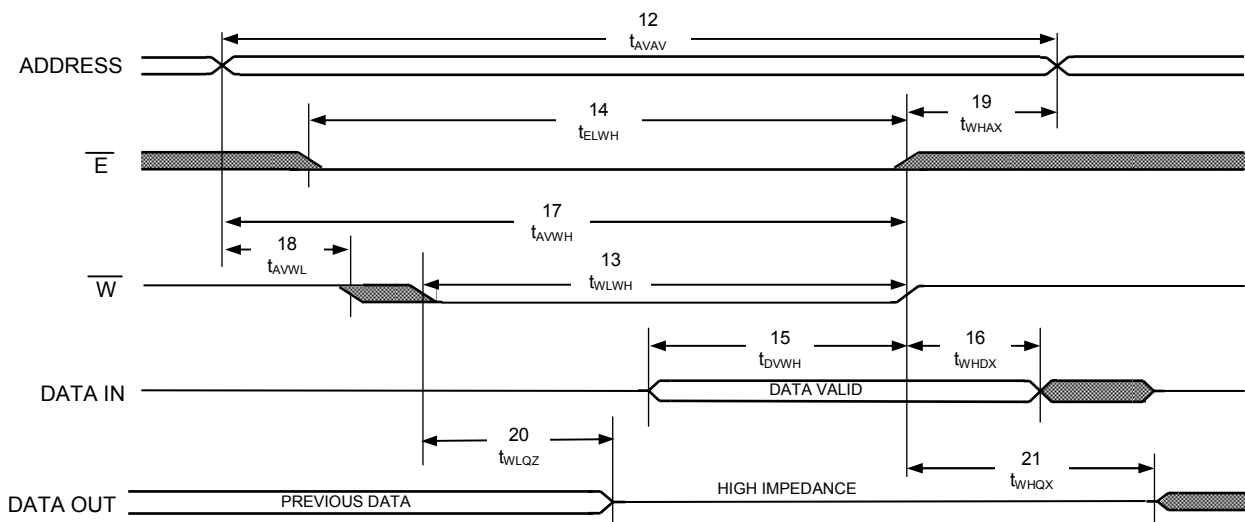 12
tAVAV
ADDRESS
14
tELWH
19
tWHAX
E
17
tAVWH
18
tAVWL
13
tWLWH
W
15
tDVWH
16
tWHDX
DATA IN
DATA VALID
20
tWLQZ
21
tWHQX
DATA OUT
PREVIOUS DATA
HIGH IMPEDANCE